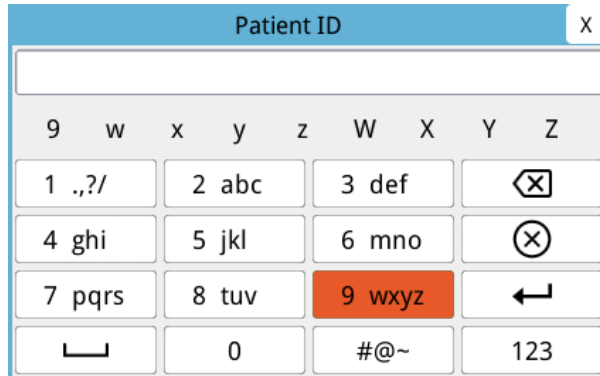 Patient ID X
9 w x y z W X Y Z
1 .,?/ 2 abc 3 def
4 ghi 5 jkl 6 mno
7 pqrs 8 tuv 9 wxyz
0 #@~ 123